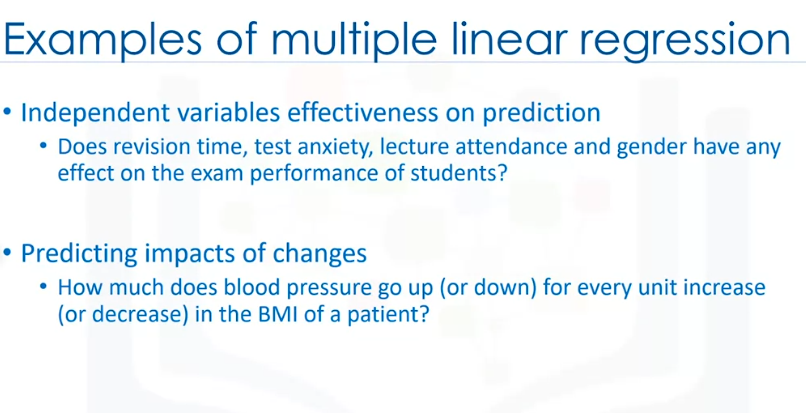 Examples of multiple linear regression
• Independent variables effectiveness on prediction
• Does revision time, test anxiety, lecture attendance and gender have any
effect on the exam performance of students?
• Predicting impacts of changes
• How much does blood pressure go up (or down) for every unit increase
(or decrease) in the BMI of a patient?